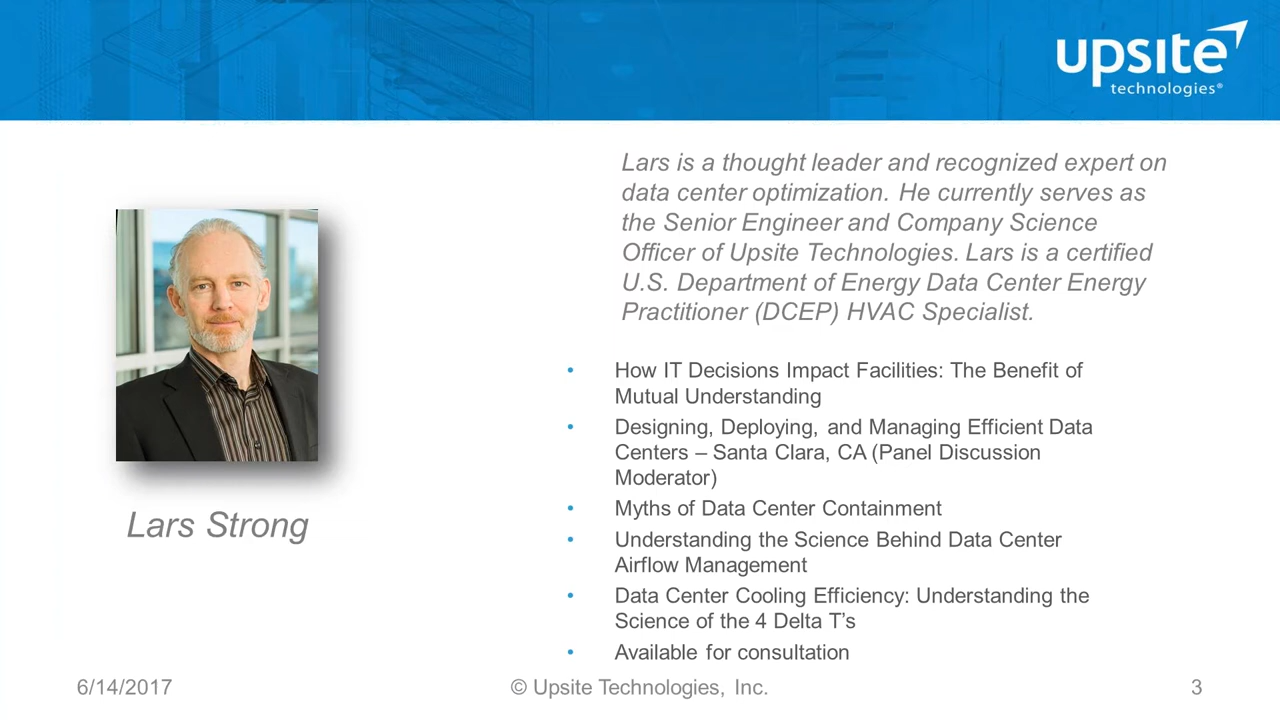 upsite
technologies®
Lars is a thought leader and recognized expert on
data center optimization. He currently serves as
the Senior Engineer and Company Science
Officer of Upsite Technologies. Lars is a certified
U.S. Department of Energy Data Center Energy
Practitioner (DCEP) HVAC Specialist.
Lars Strong
• How IT Decisions Impact Facilities: The Benefit of
Mutual Understanding
• Designing, Deploying, and Managing Efficient Data
Centers – Santa Clara, CA (Panel Discussion
Moderator)
• Myths of Data Center Containment
• Understanding the Science Behind Data Center
Airflow Management
• Data Center Cooling Efficiency: Understanding the
Science of the 4 Delta T’s
• Available for consultation
6/14/2017
© Upsite Technologies, Inc.
3